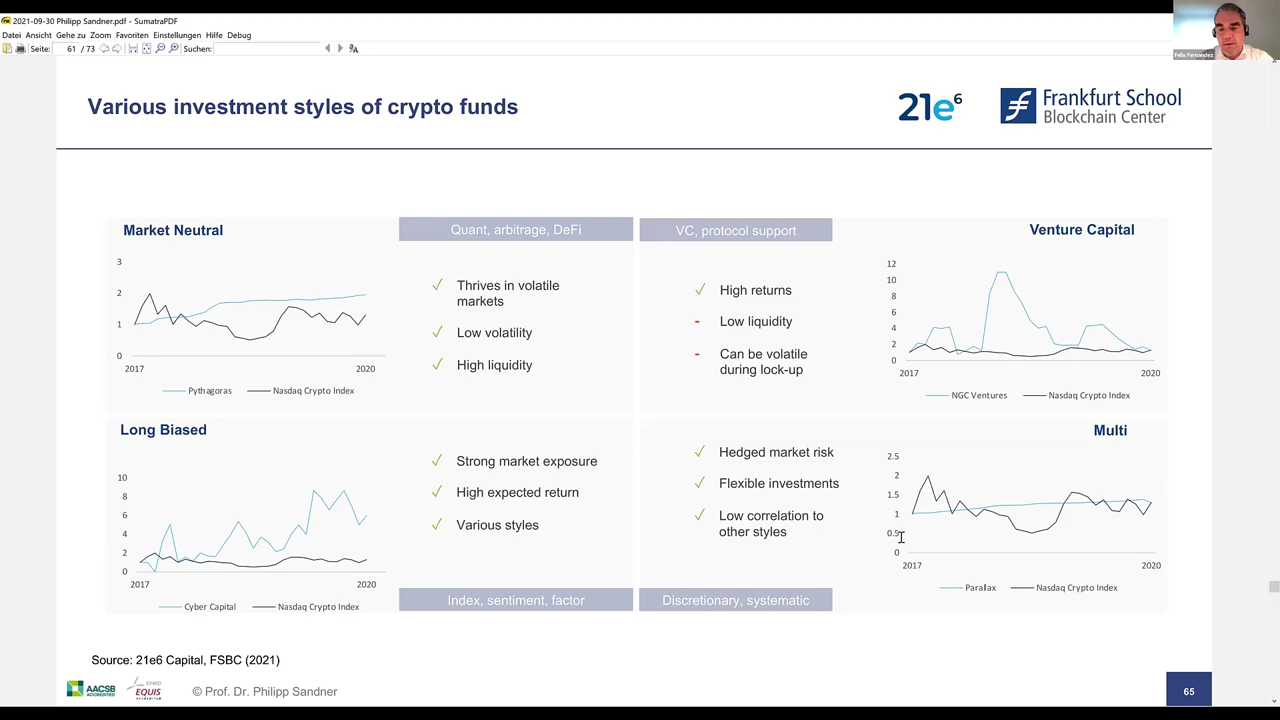 2021-09-30 Philipp Sandner.pdf - SumatraPDF
Datei Ansicht Gehe zu Zoom Favoriten Einstellungen Hilfe Debug
Seite: 61 / 73 Suchen:
Felix Fernandez
Various investment styles of crypto funds
21e6
Frankfurt School
Blockchain Center
Market Neutral
3
2
1
0
2017 2020
Pythagoras Nasdaq Crypto Index
Quant, arbitrage, DeFi
✓ Thrives in volatile
markets
✓ Low volatility
✓ High liquidity
VC, protocol support
✓ High returns
- Low liquidity
- Can be volatile
during lock-up
Venture Capital
12
10
8
6
4
2
0
2017 2020
NGC Ventures Nasdaq Crypto Index
Long Biased
10
8
6
4
2
0
2017 2020
Cyber Capital Nasdaq Crypto Index
✓ Strong market exposure
✓ High expected return
✓ Various styles
Index, sentiment, factor
✓ Hedged market risk
✓ Flexible investments
✓ Low correlation to
other styles
Discretionary, systematic
Multi
2.5
2
1.5
1
0.5
0
2017 2020
Parallax Nasdaq Crypto Index
Source: 21e6 Capital, FSBC (2021)
AACSB
ACCREDITED
EFMD
EQUIS
ACCREDITED
© Prof. Dr. Philipp Sandner
65